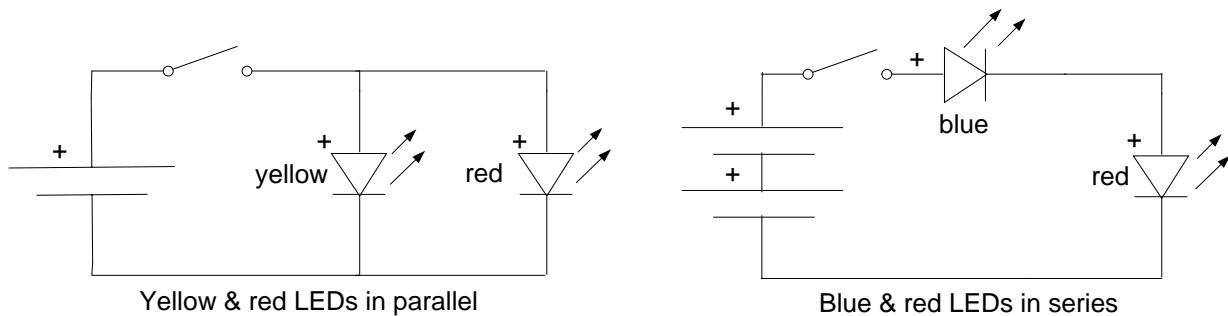 +
+
yellow
+
red
Yellow & red LEDs in parallel
+
+
+
blue
+
red
Blue & red LEDs in series